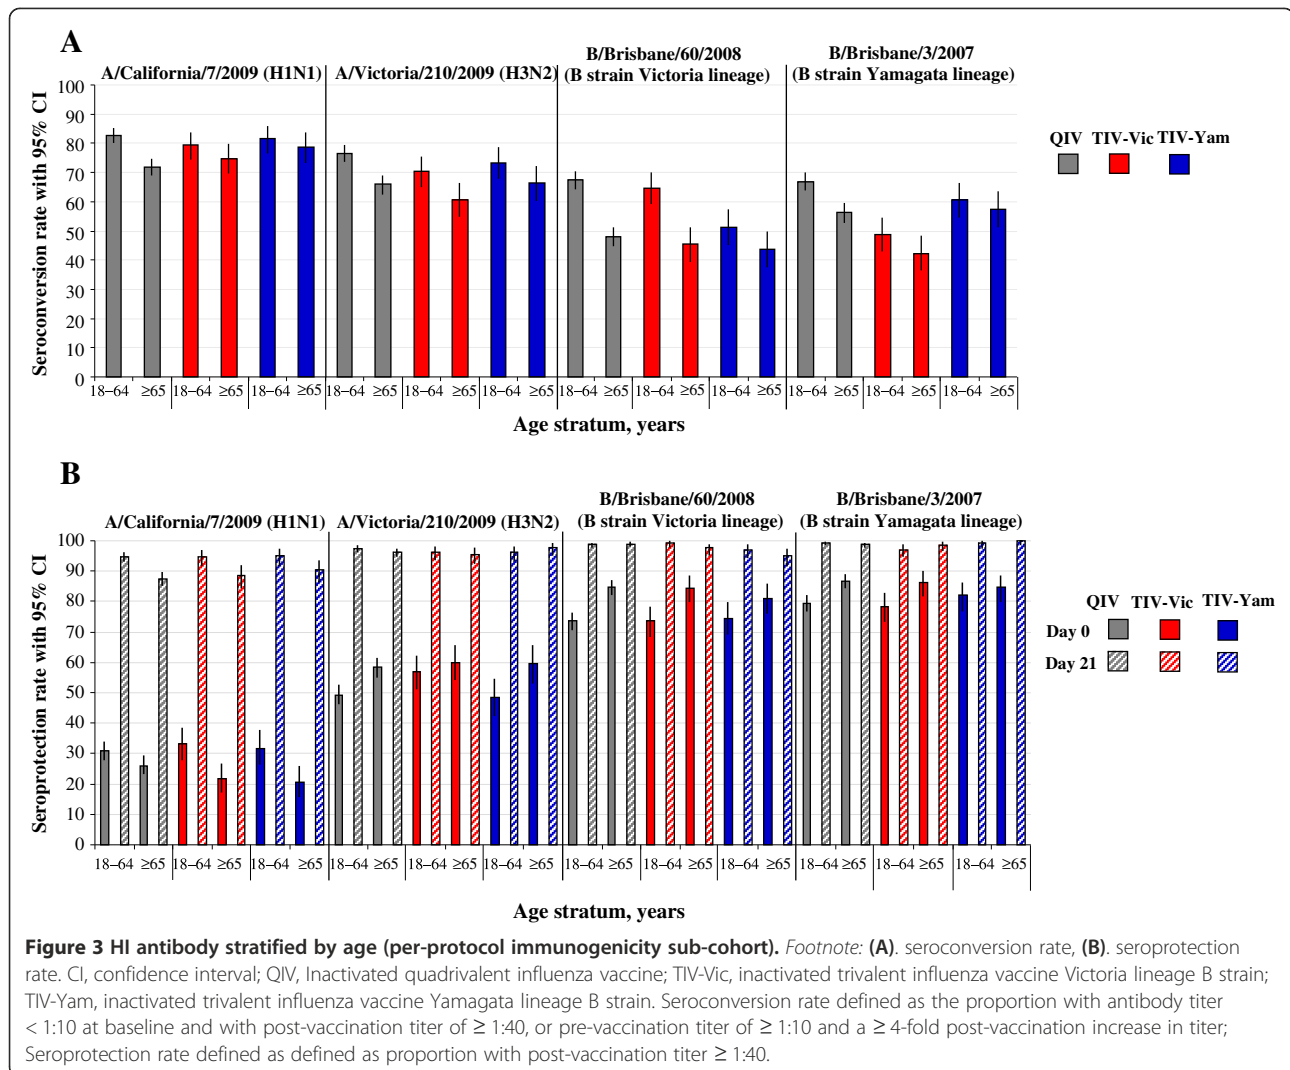 A
A/California/7/2009 (H1N1)
A/Victoria/210/2009 (H3N2)
B/Brisbane/60/2008
(B strain Victoria lineage)
B/Brisbane/3/2007
(B strain Yamagata lineage)
Seroconversion rate with 95% CI
100
90
80
70
60
50
40
30
20
10
0
18–64 ≥65 18–64 ≥65 18–64 ≥65 18–64 ≥65 18–64 ≥65 18–64 ≥65 18–64 ≥65 18–64 ≥65 18–64 ≥65 18–64 ≥65 18–64 ≥65 18–64 ≥65
Age stratum, years
QIV TIV-Vic TIV-Yam
B
A/California/7/2009 (H1N1)
A/Victoria/210/2009 (H3N2)
B/Brisbane/60/2008
(B strain Victoria lineage)
B/Brisbane/3/2007
(B strain Yamagata lineage)
Seroprotection rate with 95% CI
100
90
80
70
60
50
40
30
20
10
0
18–64 ≥65 18–64 ≥65 18–64 ≥65 18–64 ≥65 18–64 ≥65 18–64 ≥65 18–64 ≥65 18–64 ≥65 18–64 ≥65 18–64 ≥65 18–64 ≥65 18–64 ≥65
Age stratum, years
QIV TIV-Vic TIV-Yam
Day 0
Day 21
Figure 3 HI antibody stratified by age (per-protocol immunogenicity sub-cohort). Footnote: (A). seroconversion rate, (B). seroprotection
rate. CI, confidence interval; QIV, Inactivated quadrivalent influenza vaccine; TIV-Vic, inactivated trivalent influenza vaccine Victoria lineage B strain;
TIV-Yam, inactivated trivalent influenza vaccine Yamagata lineage B strain. Seroconversion rate defined as the proportion with antibody titer
< 1:10 at baseline and with post-vaccination titer of ≥ 1:40, or pre-vaccination titer of ≥ 1:10 and a ≥ 4-fold post-vaccination increase in titer;
Seroprotection rate defined as defined as proportion with post-vaccination titer ≥ 1:40.